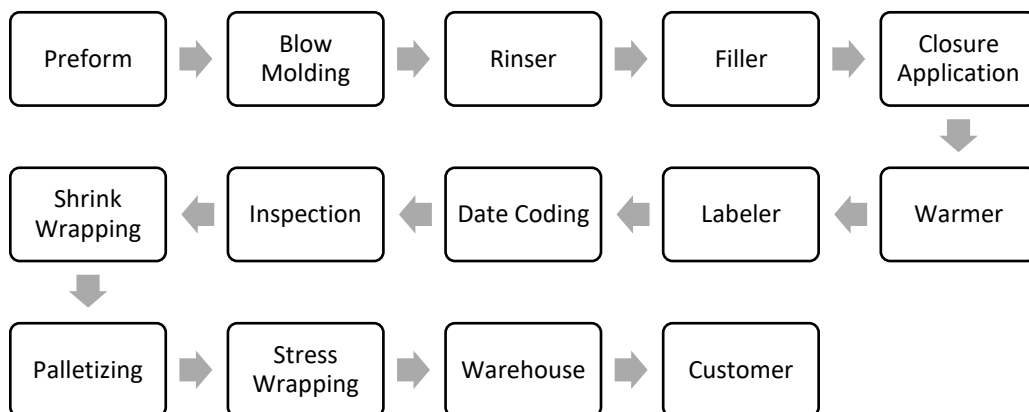 Preform
Blow
Molding
Rinser
Filler
Closure
Application
Warmer
Labeler
Date Coding
Inspection
Shrink
Wrapping
Palletizing
Stress
Wrapping
Warehouse
Customer